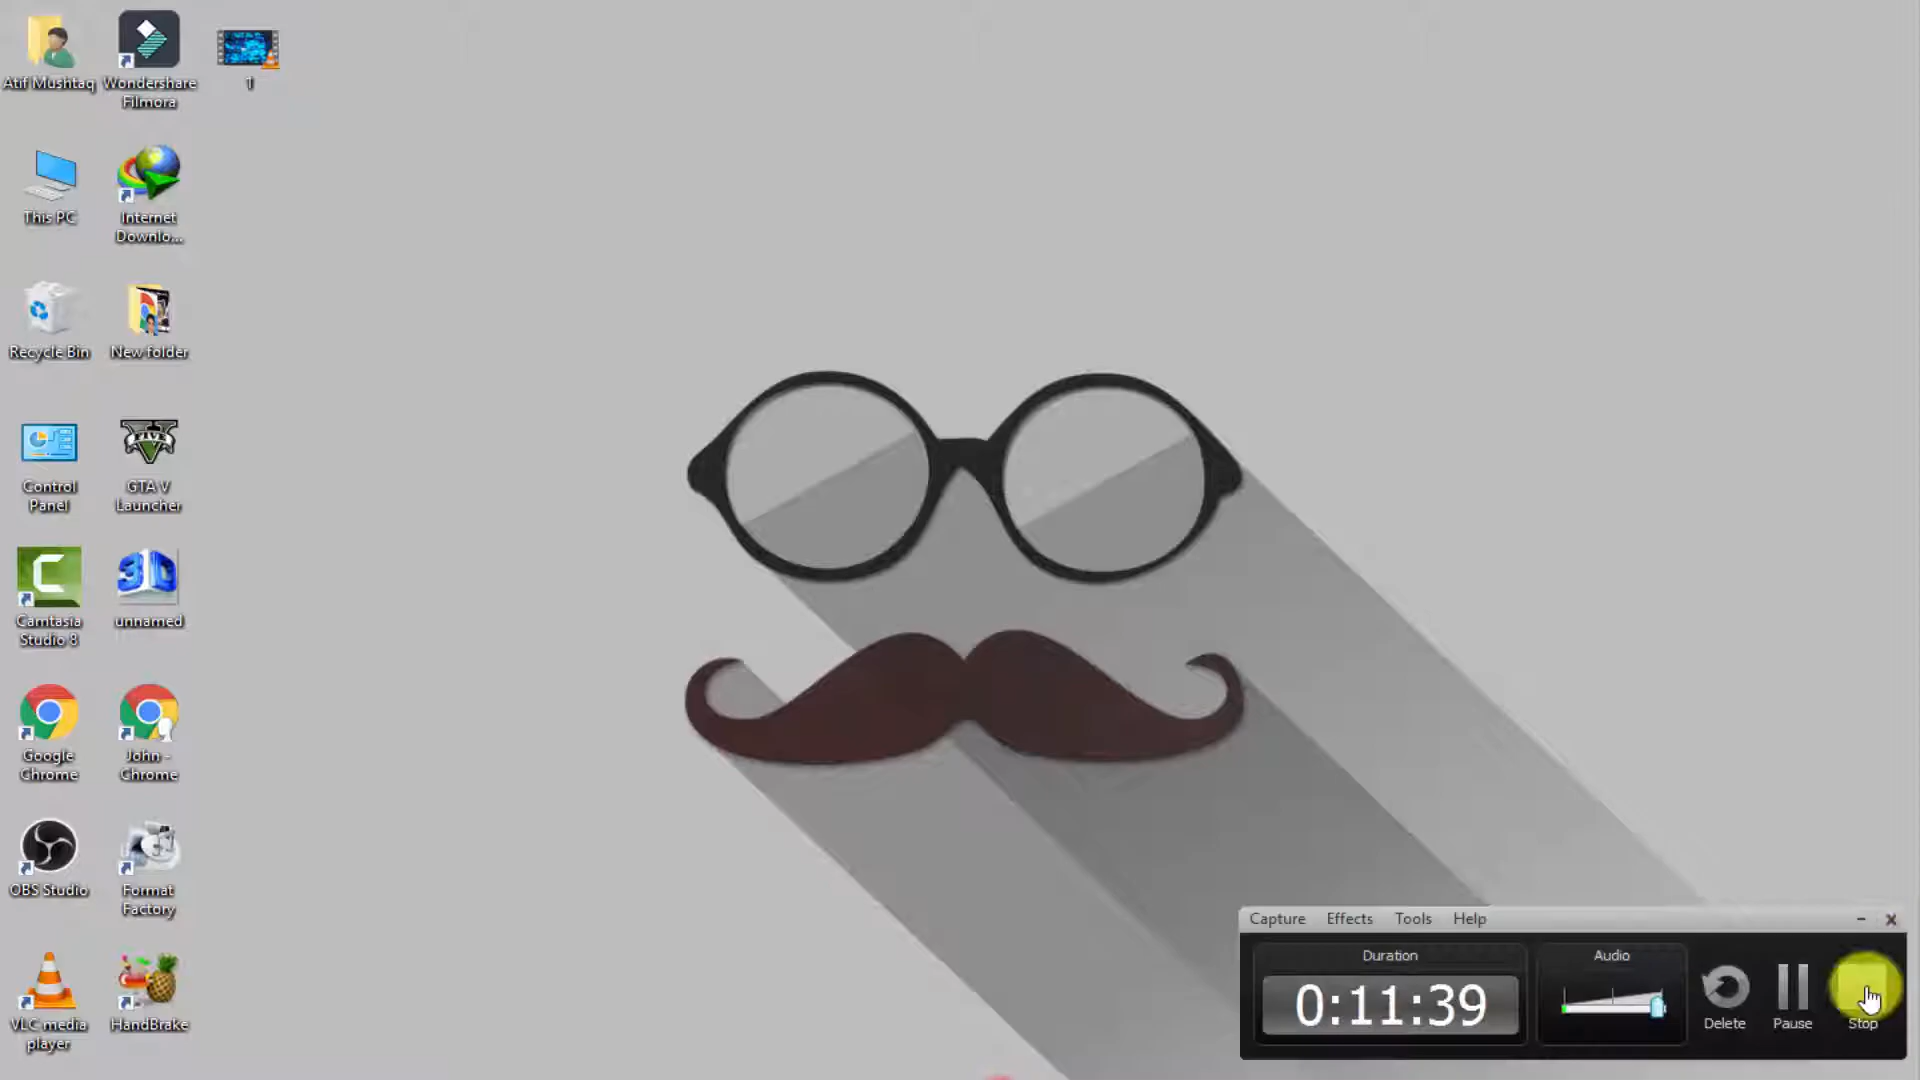 Atif Mushtaq
Wondershare
Filmora
1
This PC
Internet
Downlo...
Recycle Bin
New folder
Control
Panel
FIVE
GTA V
Launcher
Camtasia
Studio 8
3D
unnamed
Google
Chrome
John -
Chrome
OBS Studio
Format
Factory
VLC media
player
HandBrake
Capture
Effects
Tools
Help
Duration
0:11:39
Audio
Delete
Pause
Stop